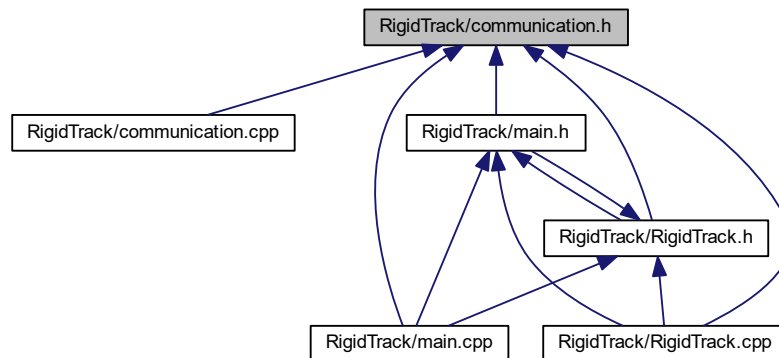 RigidTrack/communication.h
RigidTrack/communication.cpp
RigidTrack/main.h
RigidTrack/RigidTrack.h
RigidTrack/main.cpp
RigidTrack/RigidTrack.cpp